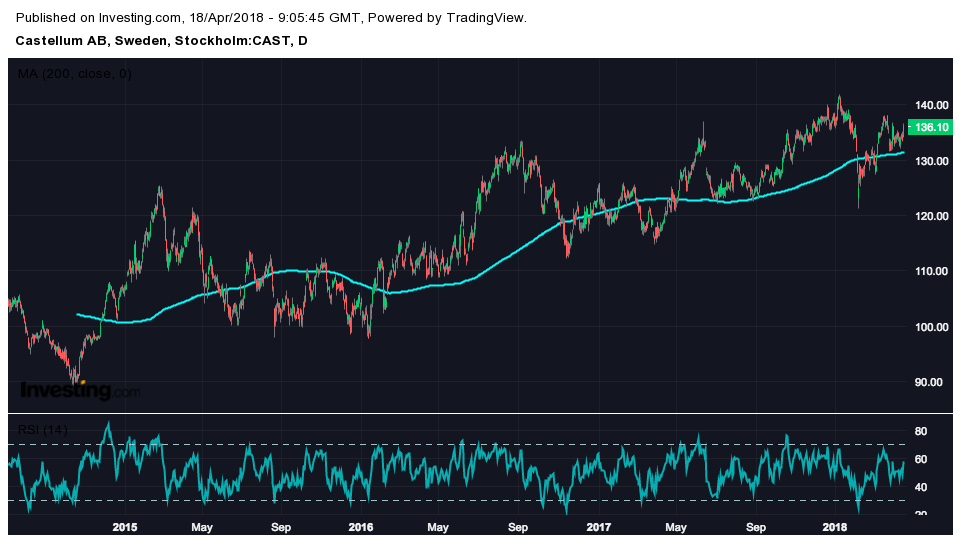 Published on Investing.com, 18/Apr/2018 - 9:05:45 GMT, Powered by TradingView.
Castellum AB, Sweden, Stockholm:CAST, D
MA (200, close, 0)
140.00
136.10
130.00
120.00
110.00
100.00
90.00
Investing.com
RSI (14)
80
60
40
20
2015 May Sep 2016 May Sep 2017 May Sep 2018